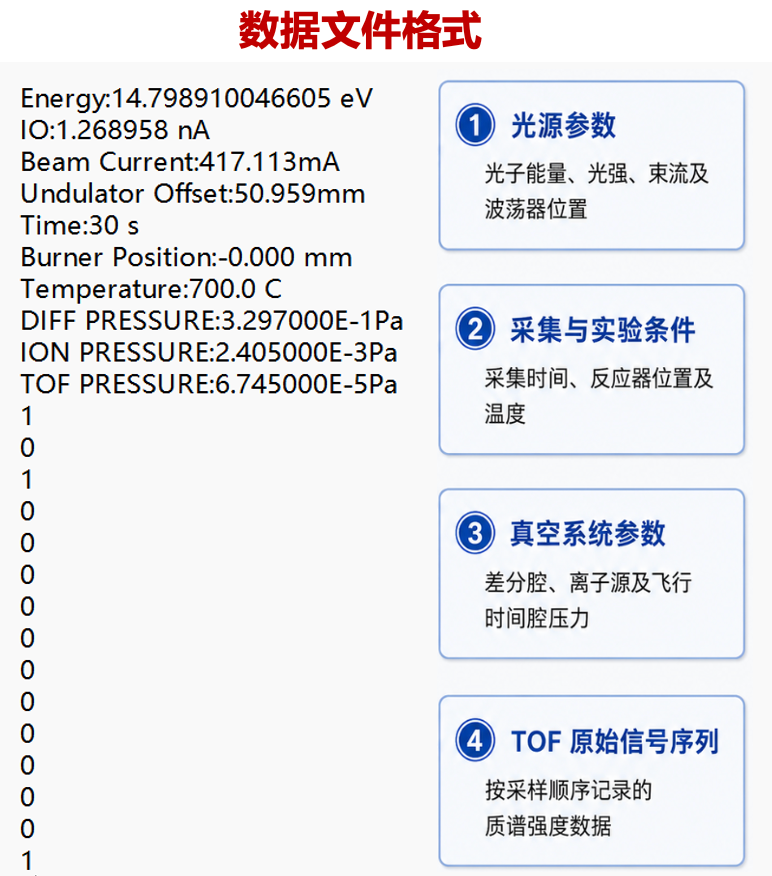 数据文件格式
Energy:14.798910046605 eV
IO:1.268958 nA
Beam Current:417.113mA
Undulator Offset:50.959mm
Time:30 s
Burner Position:-0.000 mm
Temperature:700.0 C
DIFF PRESSURE:3.297000E-1Pa
ION PRESSURE:2.405000E-3Pa
TOF PRESSURE:6.745000E-5Pa
1
0
1
0
0
0
0
0
0
0
0
0
0
0
1
1 光源参数
光子能量、光强、束流及
波荡器位置
2 采集与实验条件
采集时间、反应器位置及
温度
3 真空系统参数
差分腔、离子源及飞行
时间腔压力
4 TOF 原始信号序列
按采样顺序记录的
质谱强度数据